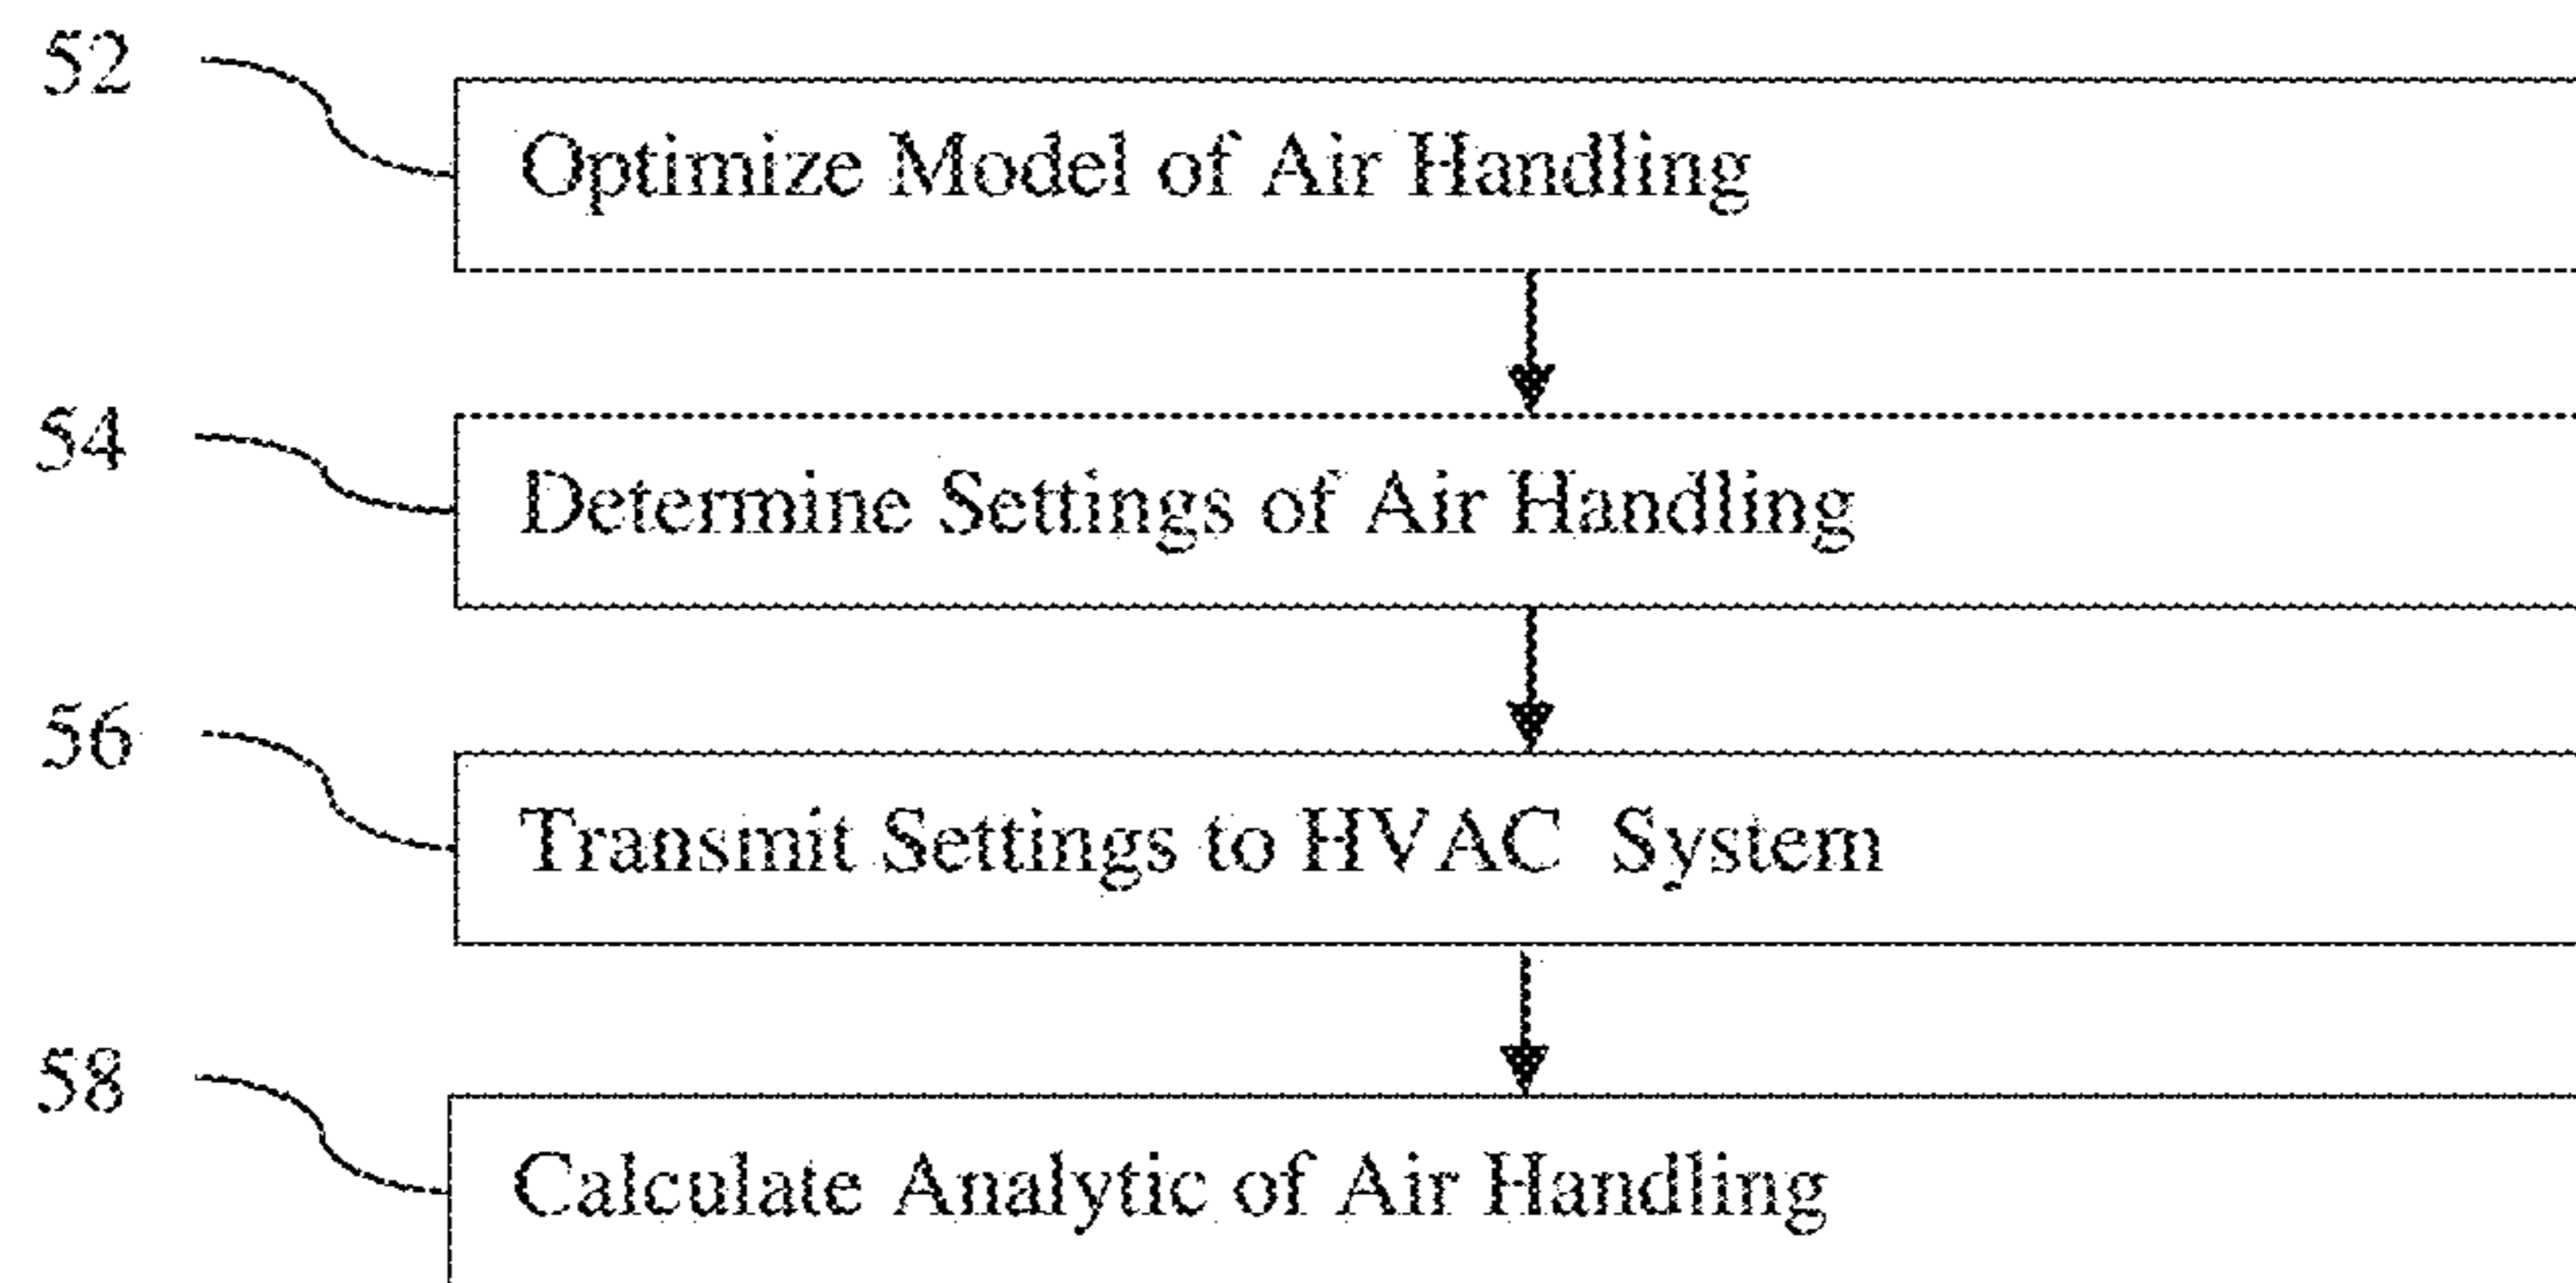 52
Optimize Model of Air Handling
54
Determine Settings of Air Handling
56
Transmit Settings to HVAC System
58
Calculate Analytic of Air Handling